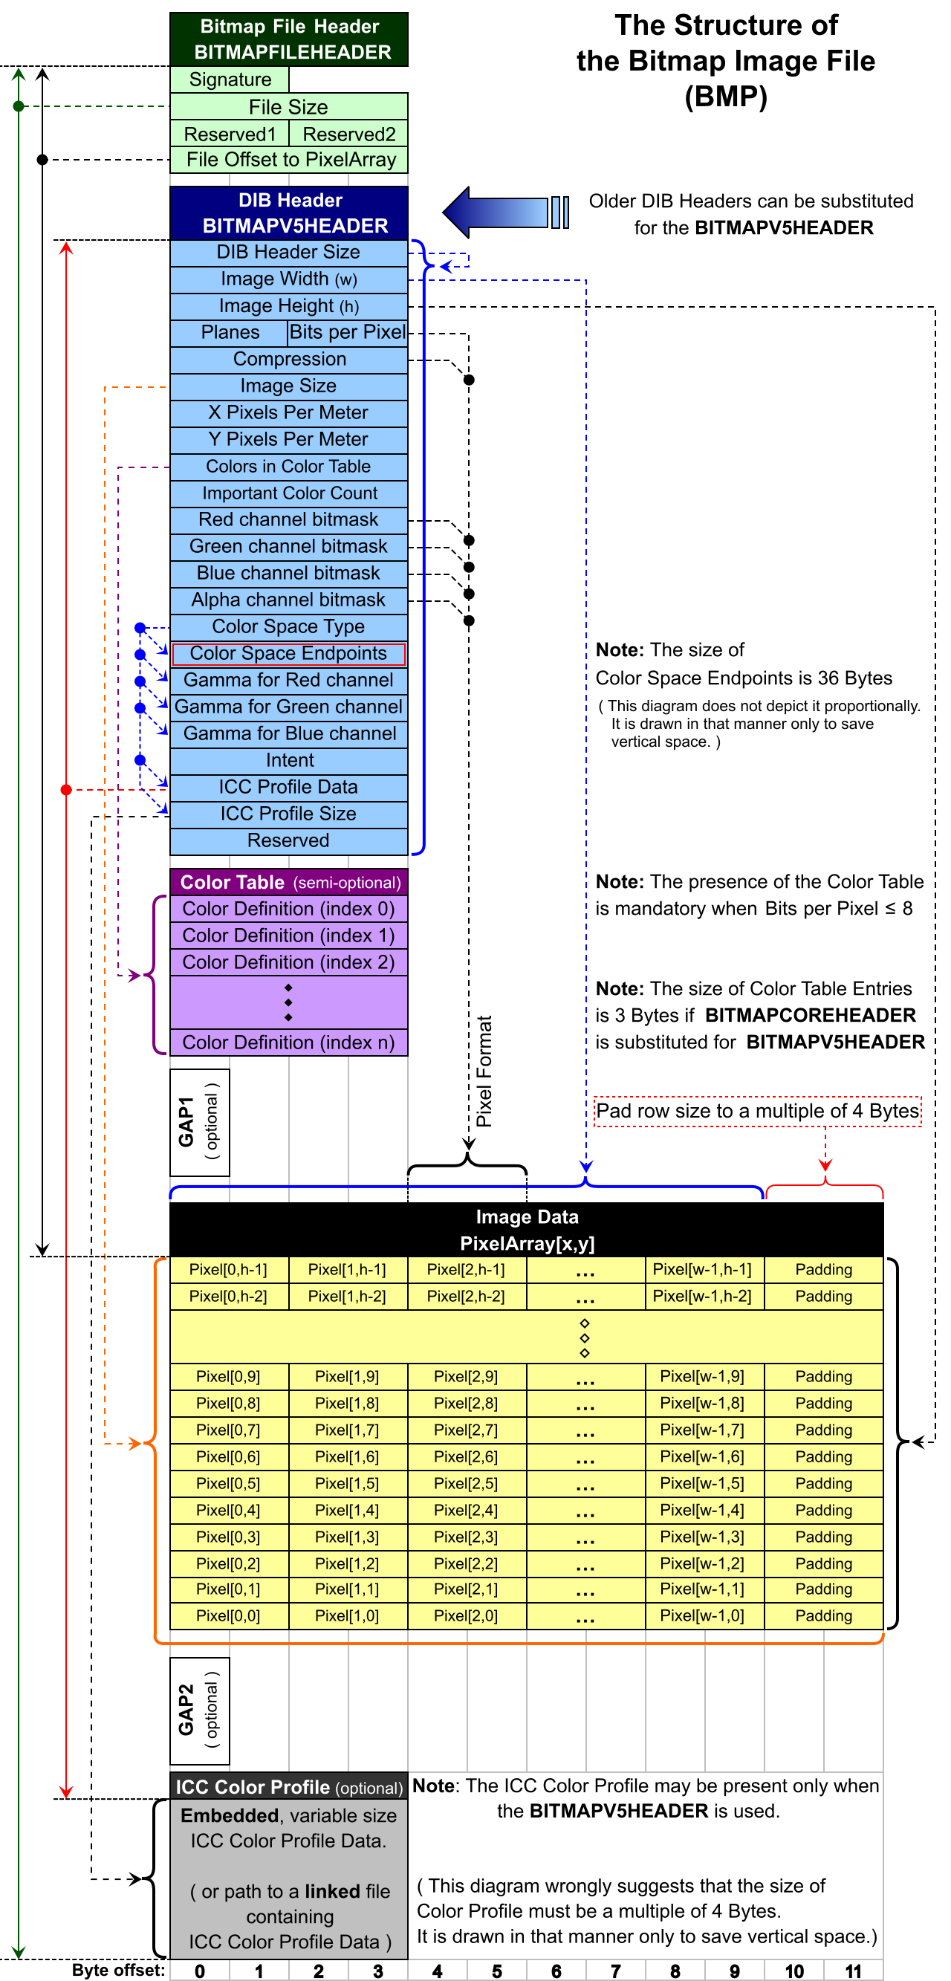 The Structure of
the Bitmap Image File
(BMP)
Bitmap File Header
BITMAPFILEHEADER
Signature
File Size
Reserved1 Reserved2
File Offset to PixelArray
DIB Header
BITMAPV5HEADER
Older DIB Headers can be substituted
for the BITMAPV5HEADER
DIB Header Size
Image Width (w)
Image Height (h)
Planes Bits per Pixel
Compression
Image Size
X Pixels Per Meter
Y Pixels Per Meter
Colors in Color Table
Important Color Count
Red channel bitmask
Green channel bitmask
Blue channel bitmask
Alpha channel bitmask
Color Space Type
Color Space Endpoints
Gamma for Red channel
Gamma for Green channel
Gamma for Blue channel
Intent
ICC Profile Data
ICC Profile Size
Reserved
Note: The size of
Color Space Endpoints is 36 Bytes
( This diagram does not depict it proportionally.
It is drawn in that manner only to save
vertical space. )
Color Table (semi-optional)
Color Definition (index 0)
Color Definition (index 1)
Color Definition (index 2)
Color Definition (index n)
Note: The presence of the Color Table
is mandatory when Bits per Pixel ≤ 8
Note: The size of Color Table Entries
is 3 Bytes if BITMAPCOREHEADER
is substituted for BITMAPV5HEADER
GAP1
( optional )
Pixel Format
Pad row size to a multiple of 4 Bytes
Image Data
PixelArray[x,y]
Pixel[0,h-1] Pixel[1,h-1] Pixel[2,h-1] ... Pixel[w-1,h-1] Padding
Pixel[0,h-2] Pixel[1,h-2] Pixel[2,h-2] ... Pixel[w-1,h-2] Padding
Pixel[0,9] Pixel[1,9] Pixel[2,9] ... Pixel[w-1,9] Padding
Pixel[0,8] Pixel[1,8] Pixel[2,8] ... Pixel[w-1,8] Padding
Pixel[0,7] Pixel[1,7] Pixel[2,7] ... Pixel[w-1,7] Padding
Pixel[0,6] Pixel[1,6] Pixel[2,6] ... Pixel[w-1,6] Padding
Pixel[0,5] Pixel[1,5] Pixel[2,5] ... Pixel[w-1,5] Padding
Pixel[0,4] Pixel[1,4] Pixel[2,4] ... Pixel[w-1,4] Padding
Pixel[0,3] Pixel[1,3] Pixel[2,3] ... Pixel[w-1,3] Padding
Pixel[0,2] Pixel[1,2] Pixel[2,2] ... Pixel[w-1,2] Padding
Pixel[0,1] Pixel[1,1] Pixel[2,1] ... Pixel[w-1,1] Padding
Pixel[0,0] Pixel[1,0] Pixel[2,0] ... Pixel[w-1,0] Padding
GAP2
( optional )
ICC Color Profile (optional)
Embedded, variable size
ICC Color Profile Data.
( or path to a linked file
containing
ICC Color Profile Data )
Note: The ICC Color Profile may be present only when
the BITMAPV5HEADER is used.
( This diagram wrongly suggests that the size of
Color Profile must be a multiple of 4 Bytes.
It is drawn in that manner only to save vertical space.)
Byte offset: 0 1 2 3 4 5 6 7 8 9 10 11